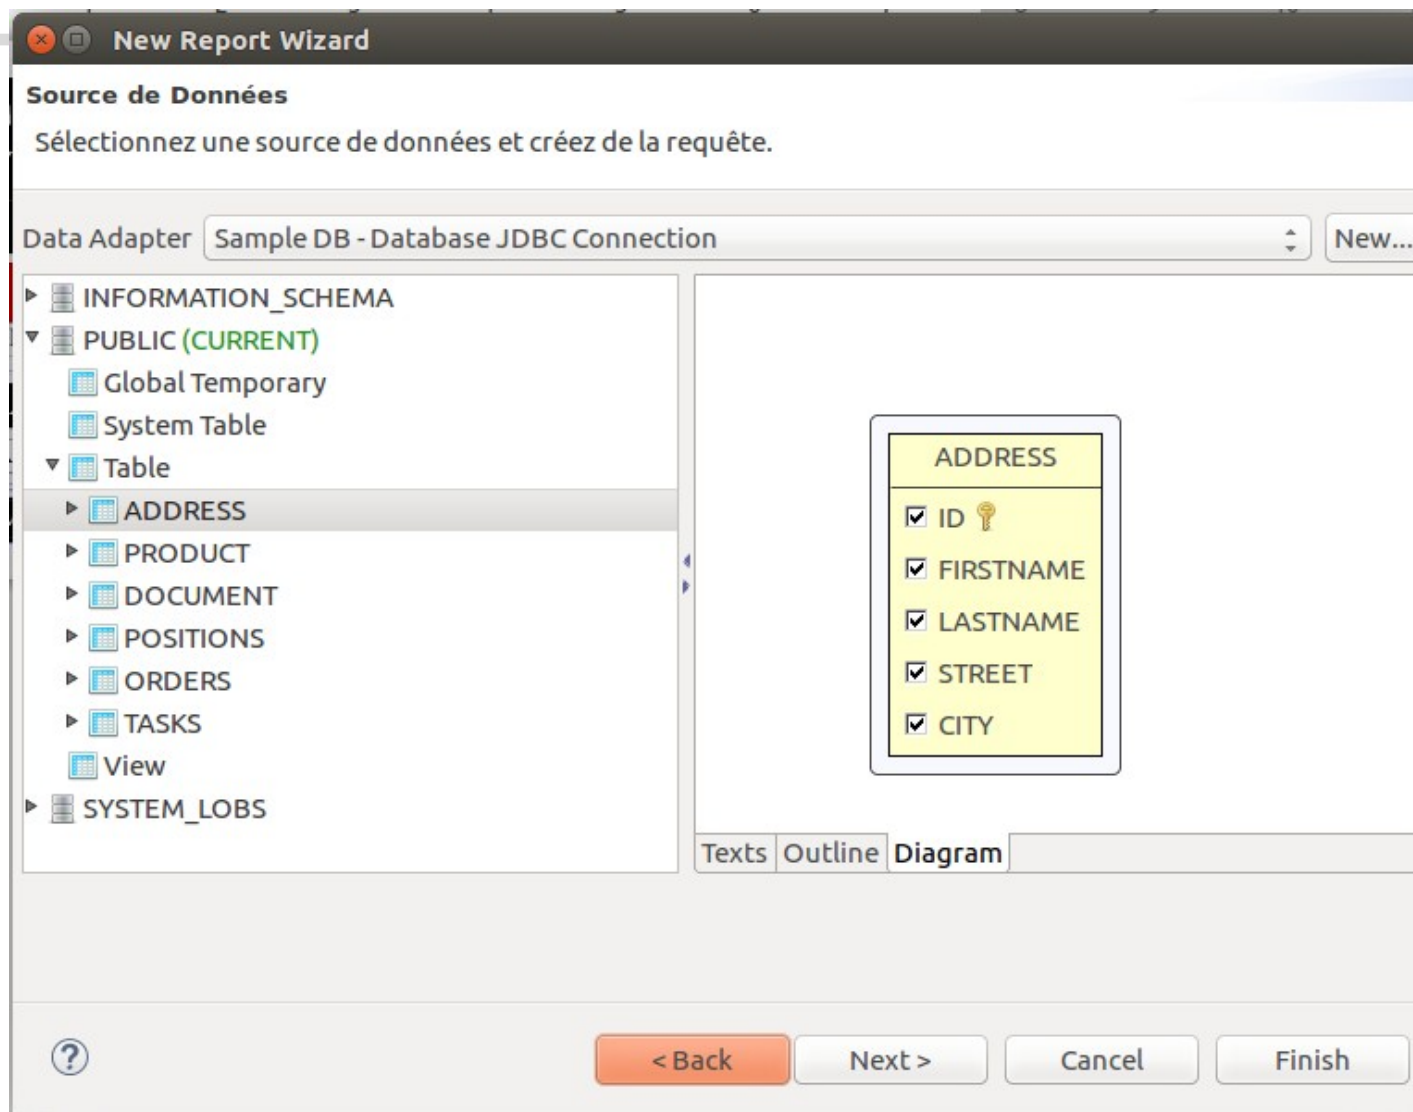 New Report Wizard
Source de Données
Sélectionnez une source de données et créez de la requête.
Data Adapter Sample DB - Database JDBC Connection New...
INFORMATION_SCHEMA
PUBLIC (CURRENT)
Global Temporary
System Table
Table
ADDRESS
PRODUCT
DOCUMENT
POSITIONS
ORDERS
TASKS
View
SYSTEM_LOBS
ADDRESS
ID
FIRSTNAME
LASTNAME
STREET
CITY
Texts Outline Diagram
< Back Next > Cancel Finish